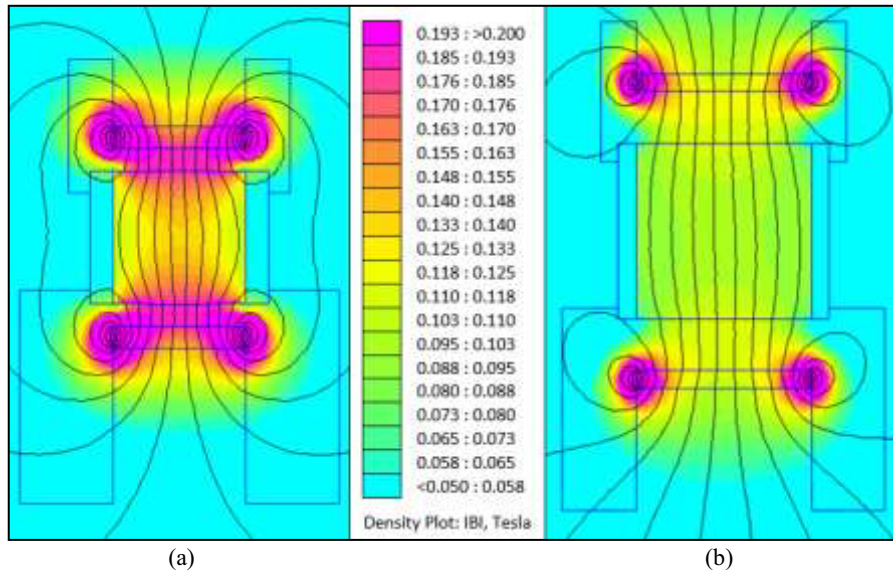 0.193 : >0.200
0.185 : 0.193
0.176 : 0.185
0.170 : 0.176
0.163 : 0.170
0.155 : 0.163
0.148 : 0.155
0.140 : 0.148
0.133 : 0.140
0.125 : 0.133
0.118 : 0.125
0.110 : 0.118
0.103 : 0.110
0.095 : 0.103
0.088 : 0.095
0.080 : 0.088
0.073 : 0.080
0.065 : 0.073
0.058 : 0.065
<0.050 : 0.058
Density Plot: IBI, Tesla
(a)
(b)